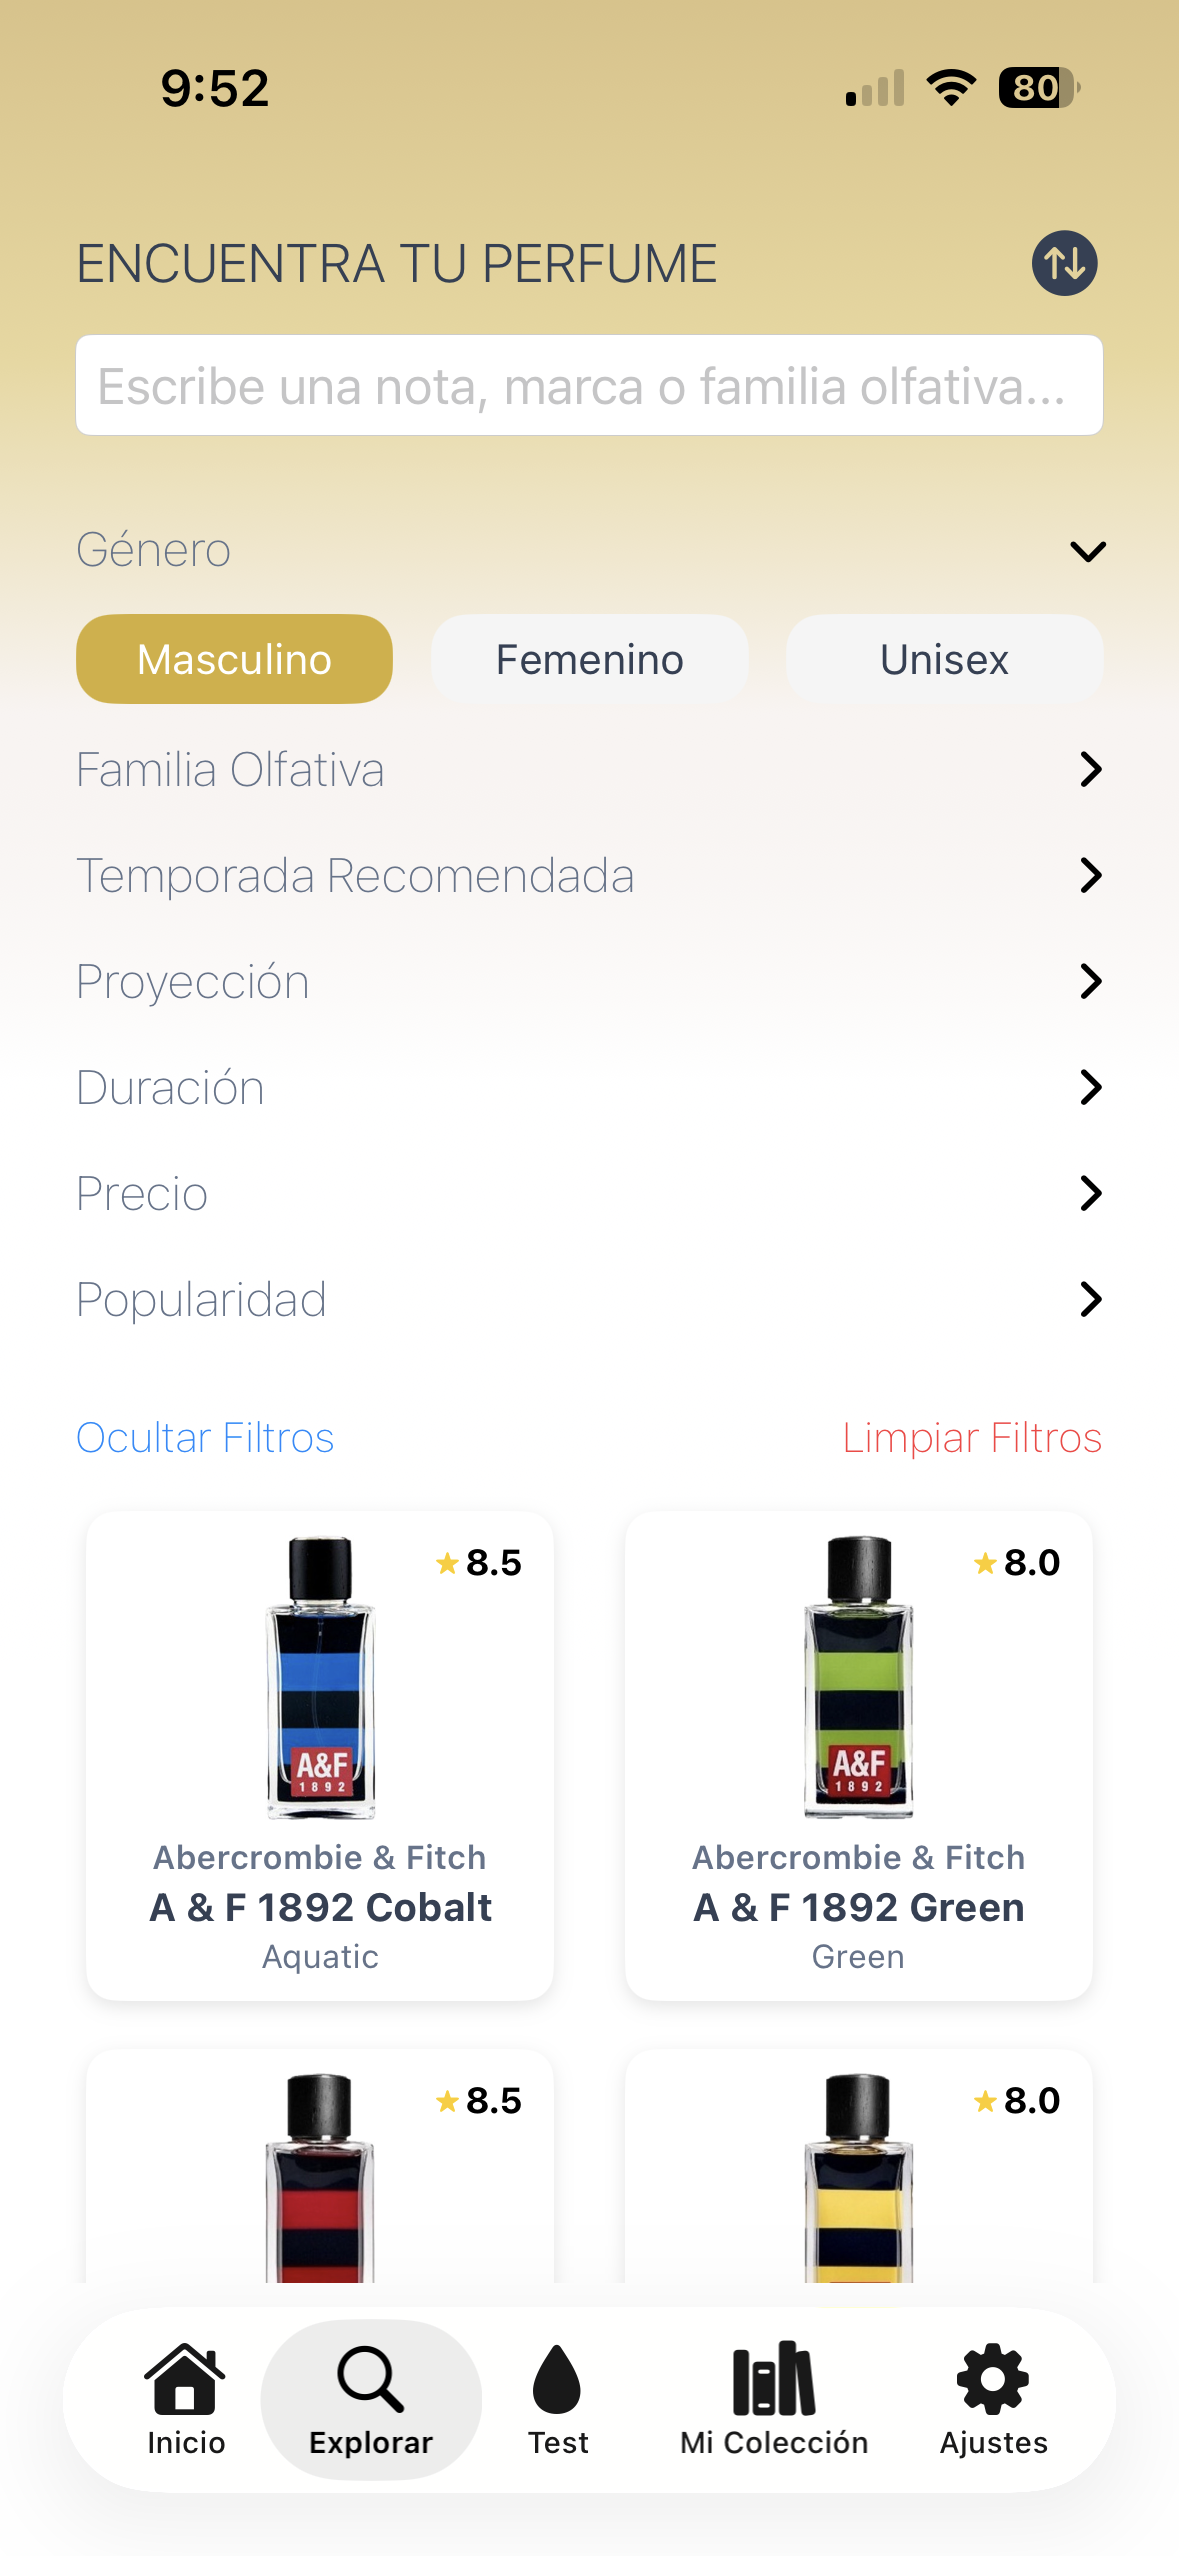 9:52
80
ENCUENTRA TU PERFUME
Escribe una nota, marca o familia olfativa...
Género
Masculino Femenino Unisex
Familia Olfativa
Temporada Recomendada
Proyección
Duración
Precio
Popularidad
Ocultar Filtros Limpiar Filtros
8.5
A&F
1892
Abercrombie & Fitch
A & F 1892 Cobalt
Aquatic
8.0
A&F
1892
Abercrombie & Fitch
A & F 1892 Green
Green
8.5
8.0
Inicio Explorar Test Mi Colección Ajustes